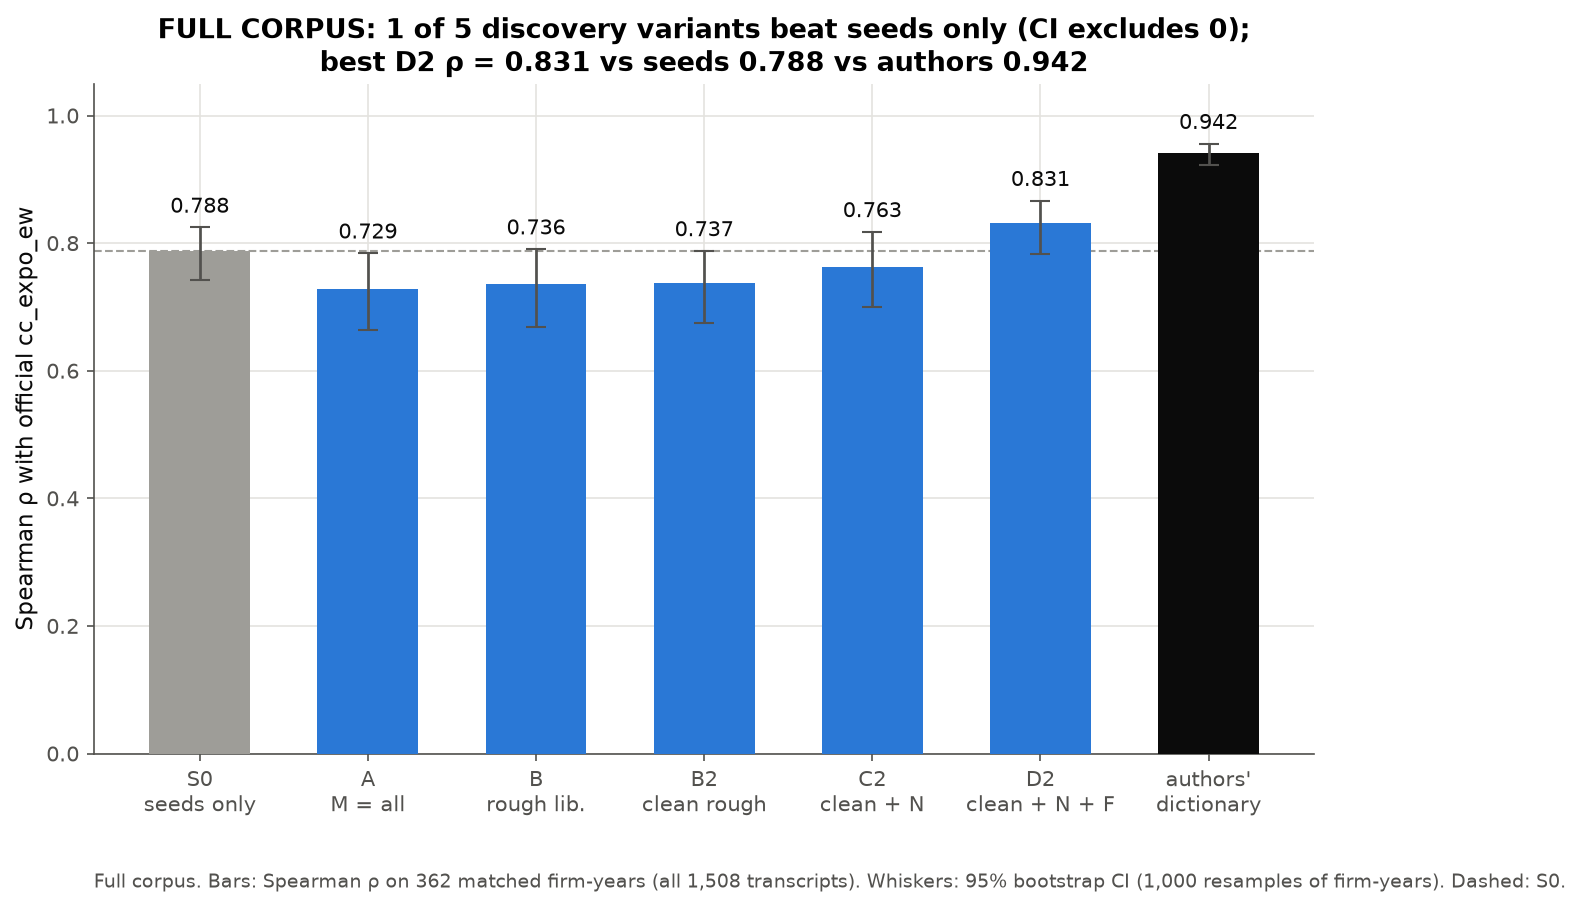 FULL CORPUS: 1 of 5 discovery variants beat seeds only (CI excludes 0);
best D2 ρ = 0.831 vs seeds 0.788 vs authors 0.942
Spearman ρ with official cc_expo_ew
1.0
0.8
0.6
0.4
0.2
0.0
0.788
0.729
0.736
0.737
0.763
0.831
0.942
S0
seeds only
A
M = all
B
rough lib.
B2
clean rough
C2
clean + N
D2
clean + N + F
authors'
dictionary
Full corpus. Bars: Spearman ρ on 362 matched firm-years (all 1,508 transcripts). Whiskers: 95% bootstrap CI (1,000 resamples of firm-years). Dashed: S0.